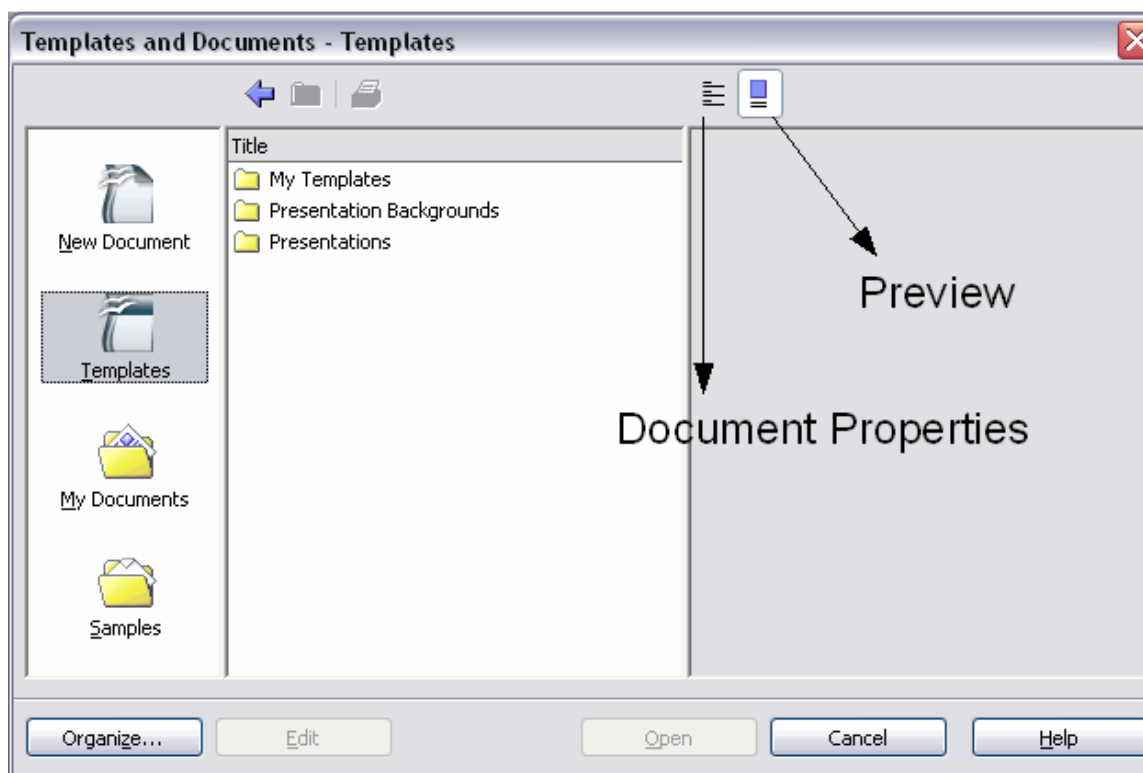 Templates and Documents - Templates
Title
My Templates
Presentation Backgrounds
Presentations
New Document
Templates
My Documents
Samples
Preview
Document Properties
Organize...
Edit
Open
Cancel
Help